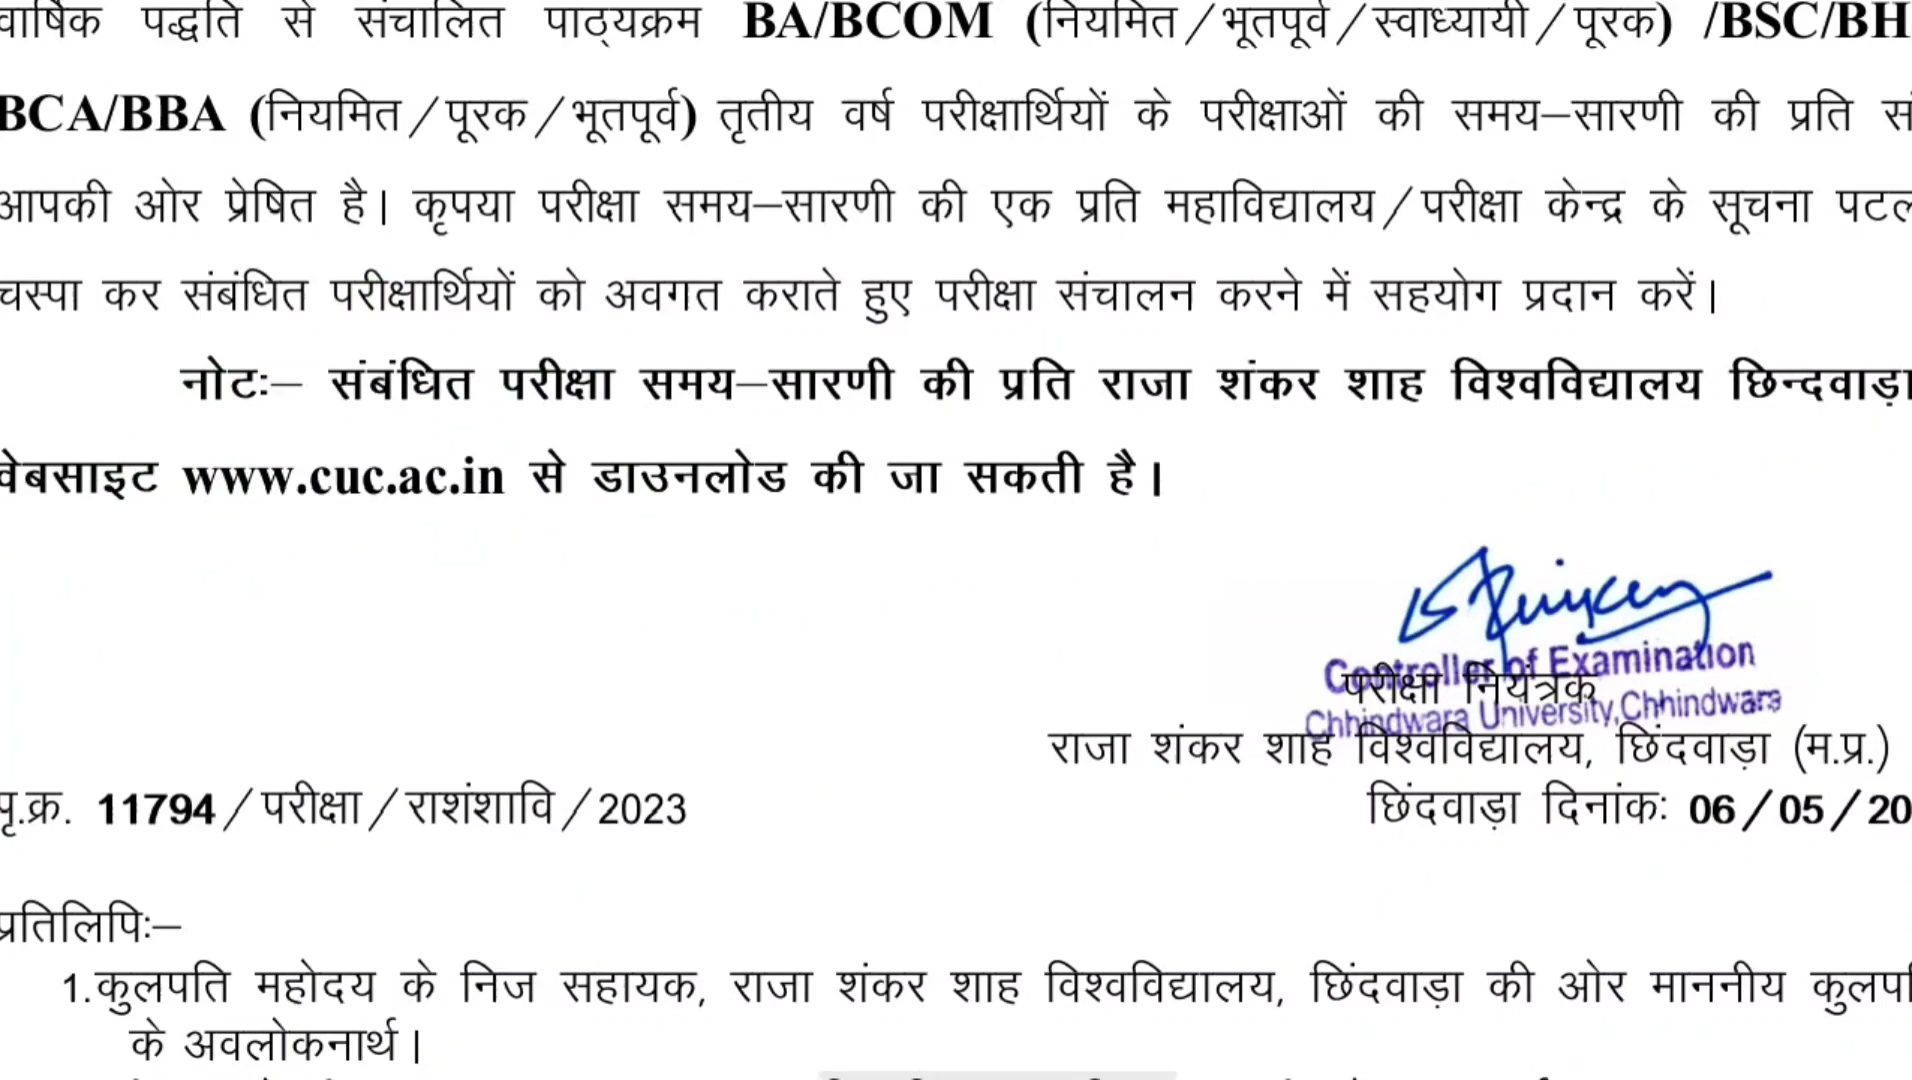 वार्षिक पद्धति से संचालित पाठ्यक्रम BA/BCOM (नियमित/भूतपूर्व/स्वाध्यायी/पूरक) /BSC/BH
BCA/BBA (नियमित/पूरक/भूतपूर्व) तृतीय वर्ष परीक्षार्थियों के परीक्षाओं की समय–सारणी की प्रति सं
आपकी ओर प्रेषित है। कृपया परीक्षा समय–सारणी की एक प्रति महाविद्यालय/परीक्षा केन्द्र के सूचना पटल
चस्पा कर संबंधित परीक्षार्थियों को अवगत कराते हुए परीक्षा संचालन करने में सहयोग प्रदान करें।
नोटः– संबंधित परीक्षा समय–सारणी की प्रति राजा शंकर शाह विश्वविद्यालय छिन्दवाड़ा
वेबसाइट www.cuc.ac.in से डाउनलोड की जा सकती है।
Controller of Examination
परीक्षा नियंत्रक
Chhindwara University,Chhindwara
राजा शंकर शाह विश्वविद्यालय, छिंदवाड़ा (म.प्र.)
पृ.क्र. 11794/परीक्षा/राशंशावि/2023 छिंदवाड़ा दिनांकः 06/05/20
प्रतिलिपिः–
1.कुलपति महोदय के निज सहायक, राजा शंकर शाह विश्वविद्यालय, छिंदवाड़ा की ओर माननीय कुलप
के अवलोकनार्थ।